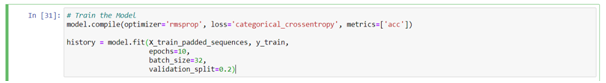 In [31]: # Train the Model
model.compile(optimizer='rmsprop', loss='categorical_crossentropy', metrics=['acc'])
history = model.fit(X_train_padded_sequences, y_train,
epochs=10,
batch_size=32,
validation_split=0.2)